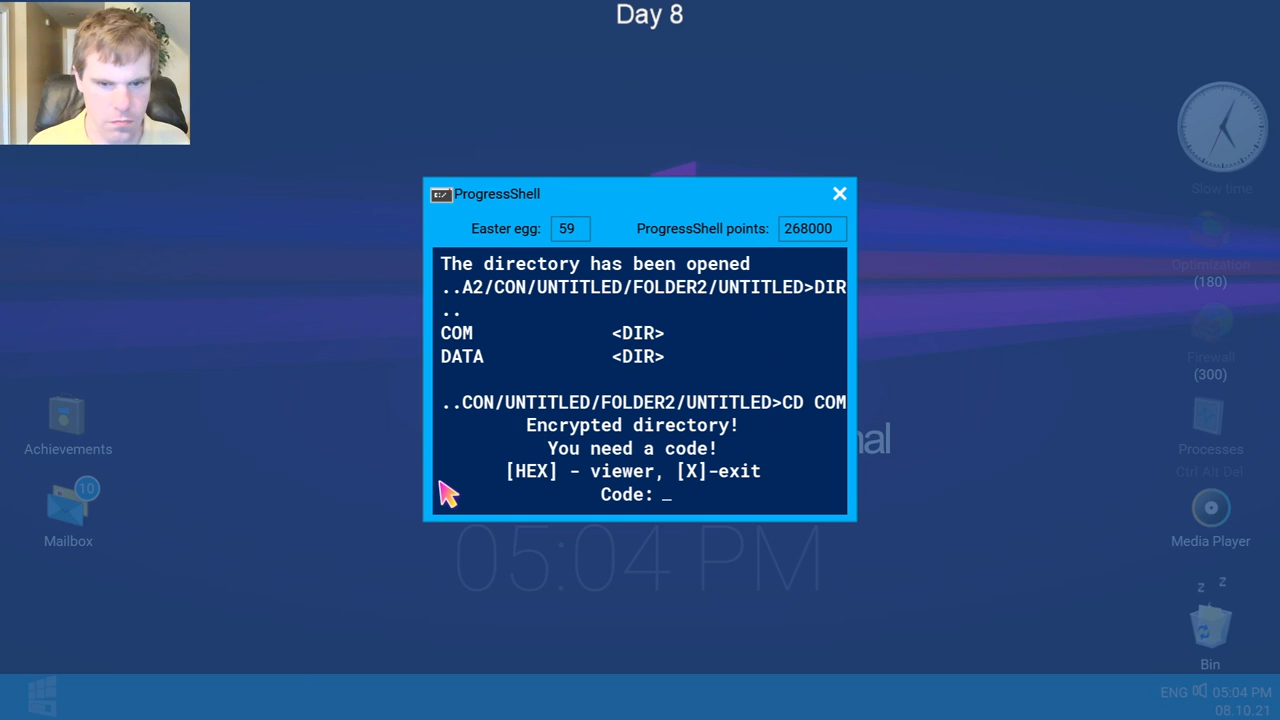 Day 8
Slow time
Optimization
(180)
Firewall
(300)
Achievements
Processes
Ctrl Alt Del
10
Mailbox
Media Player
z z
Bin
ProgressShell
Easter egg: 59 ProgressShell points: 268000
The directory has been opened
..A2/CON/UNTITLED/FOLDER2/UNTITLED>DIR
..
COM <DIR>
DATA <DIR>
..CON/UNTITLED/FOLDER2/UNTITLED>CD COM
Encrypted directory!
You need a code!
[HEX] - viewer, [X]-exit
Code: _
nal
05:04 PM
ENG 05:04 PM
08.10.21